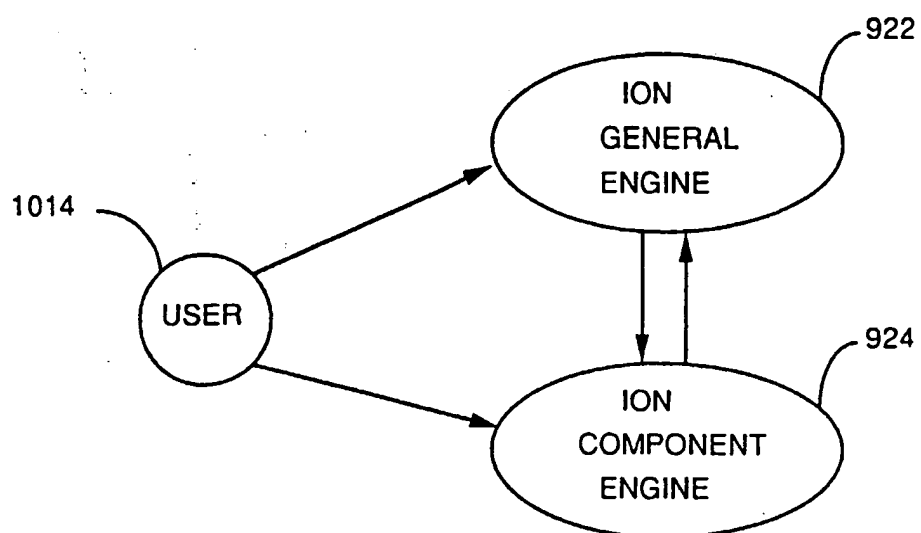 922
ION
GENERAL
ENGINE
1014
USER
924
ION
COMPONENT
ENGINE